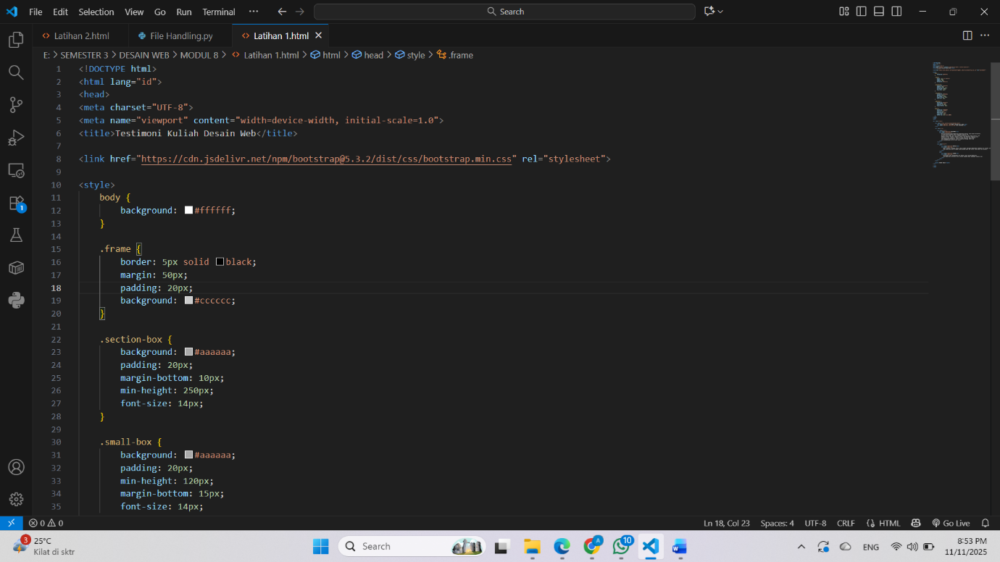 File Edit Selection View Go Run Terminal ··· Search
Latihan 2.html File Handling.py Latihan 1.html
E: > SEMESTER 3 > DESAIN WEB > MODUL 8 > Latihan 1.html > html > head > style > .frame
1 <!DOCTYPE html>
2 <html lang="id">
3 <head>
4 <meta charset="UTF-8">
5 <meta name="viewport" content="width=device-width, initial-scale=1.0">
6 <title>Testimoni Kuliah Desain Web</title>
7
8 <link href="https://cdn.jsdelivr.net/npm/bootstrap@5.3.2/dist/css/bootstrap.min.css" rel="stylesheet">
9
10 <style>
11 body {
12 background: #ffffff;
13 }
14
15 .frame {
16 border: 5px solid black;
17 margin: 50px;
18 padding: 20px;
19 background: #cccccc;
20 }
21
22 .section-box {
23 background: #aaaaaa;
24 padding: 20px;
25 margin-bottom: 10px;
26 min-height: 250px;
27 font-size: 14px;
28 }
29
30 .small-box {
31 background: #aaaaaa;
32 padding: 20px;
33 min-height: 120px;
34 margin-bottom: 15px;
35 font-size: 14px;
1
0 0 Ln 18, Col 23 Spaces: 4 UTF-8 CRLF {} HTML Go Live
3 25°C
Kilat di sktr
Search
A
10
ENG
8:53 PM
11/11/2025